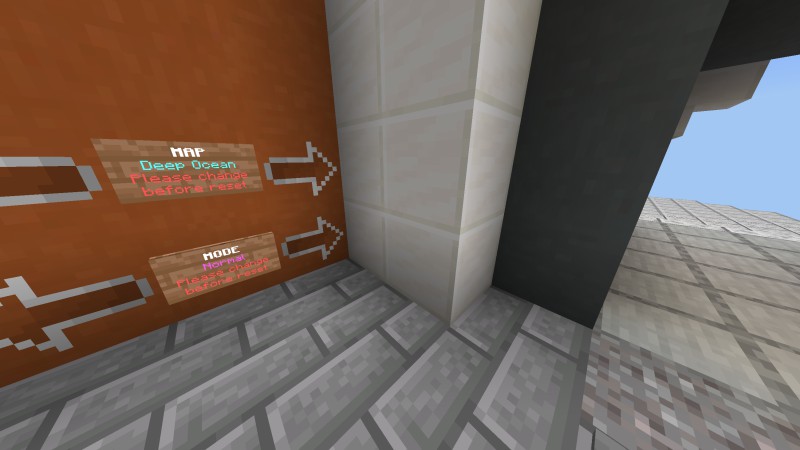 MAP
Deep Ocean
Please change
before reset
MODE
Normal
Please change
before reset